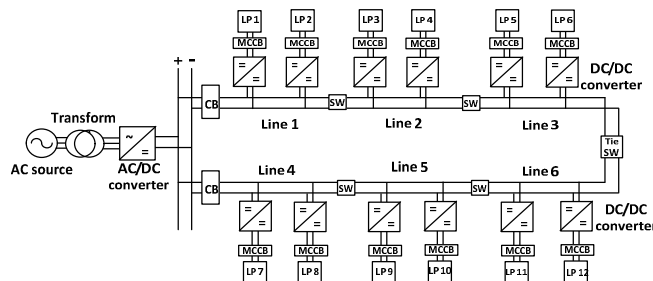 LP 1 LP 2 LP 3 LP 4 LP 5 LP 6
MCCB MCCB MCCB MCCB MCCB MCCB
+ -
= = = = = = = = = = = =
DC/DC
converter
CB
SW SW
Transform
Line 1 Line 2 Line 3
Tie
SW
~
=
AC source
AC/DC
converter
Line 4 Line 5 Line 6
CB
SW SW
= = = = = = = = = = = =
DC/DC
converter
MCCB MCCB MCCB MCCB MCCB MCCB
LP 7 LP 8 LP 9 LP 10 LP 11 LP 12